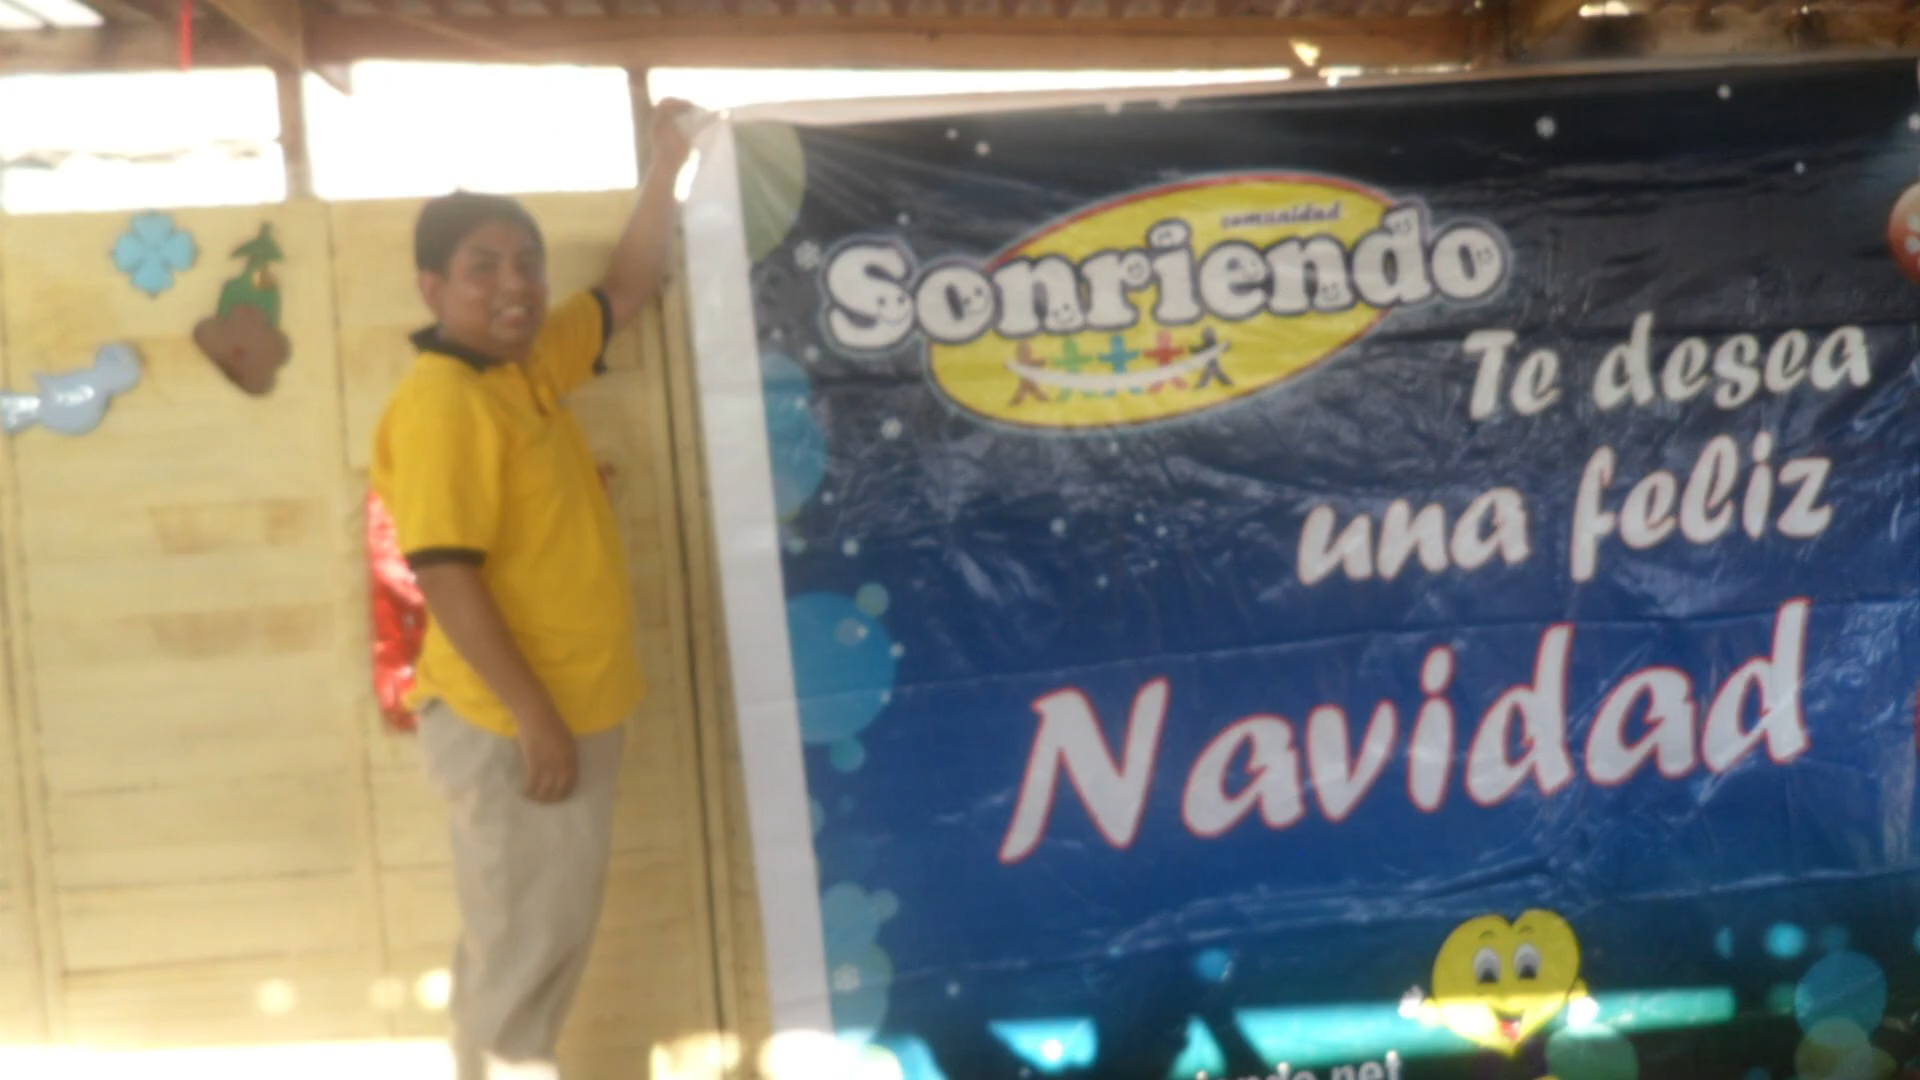 comunidad
Sonriendo
Te desea
una feliz
Navidad